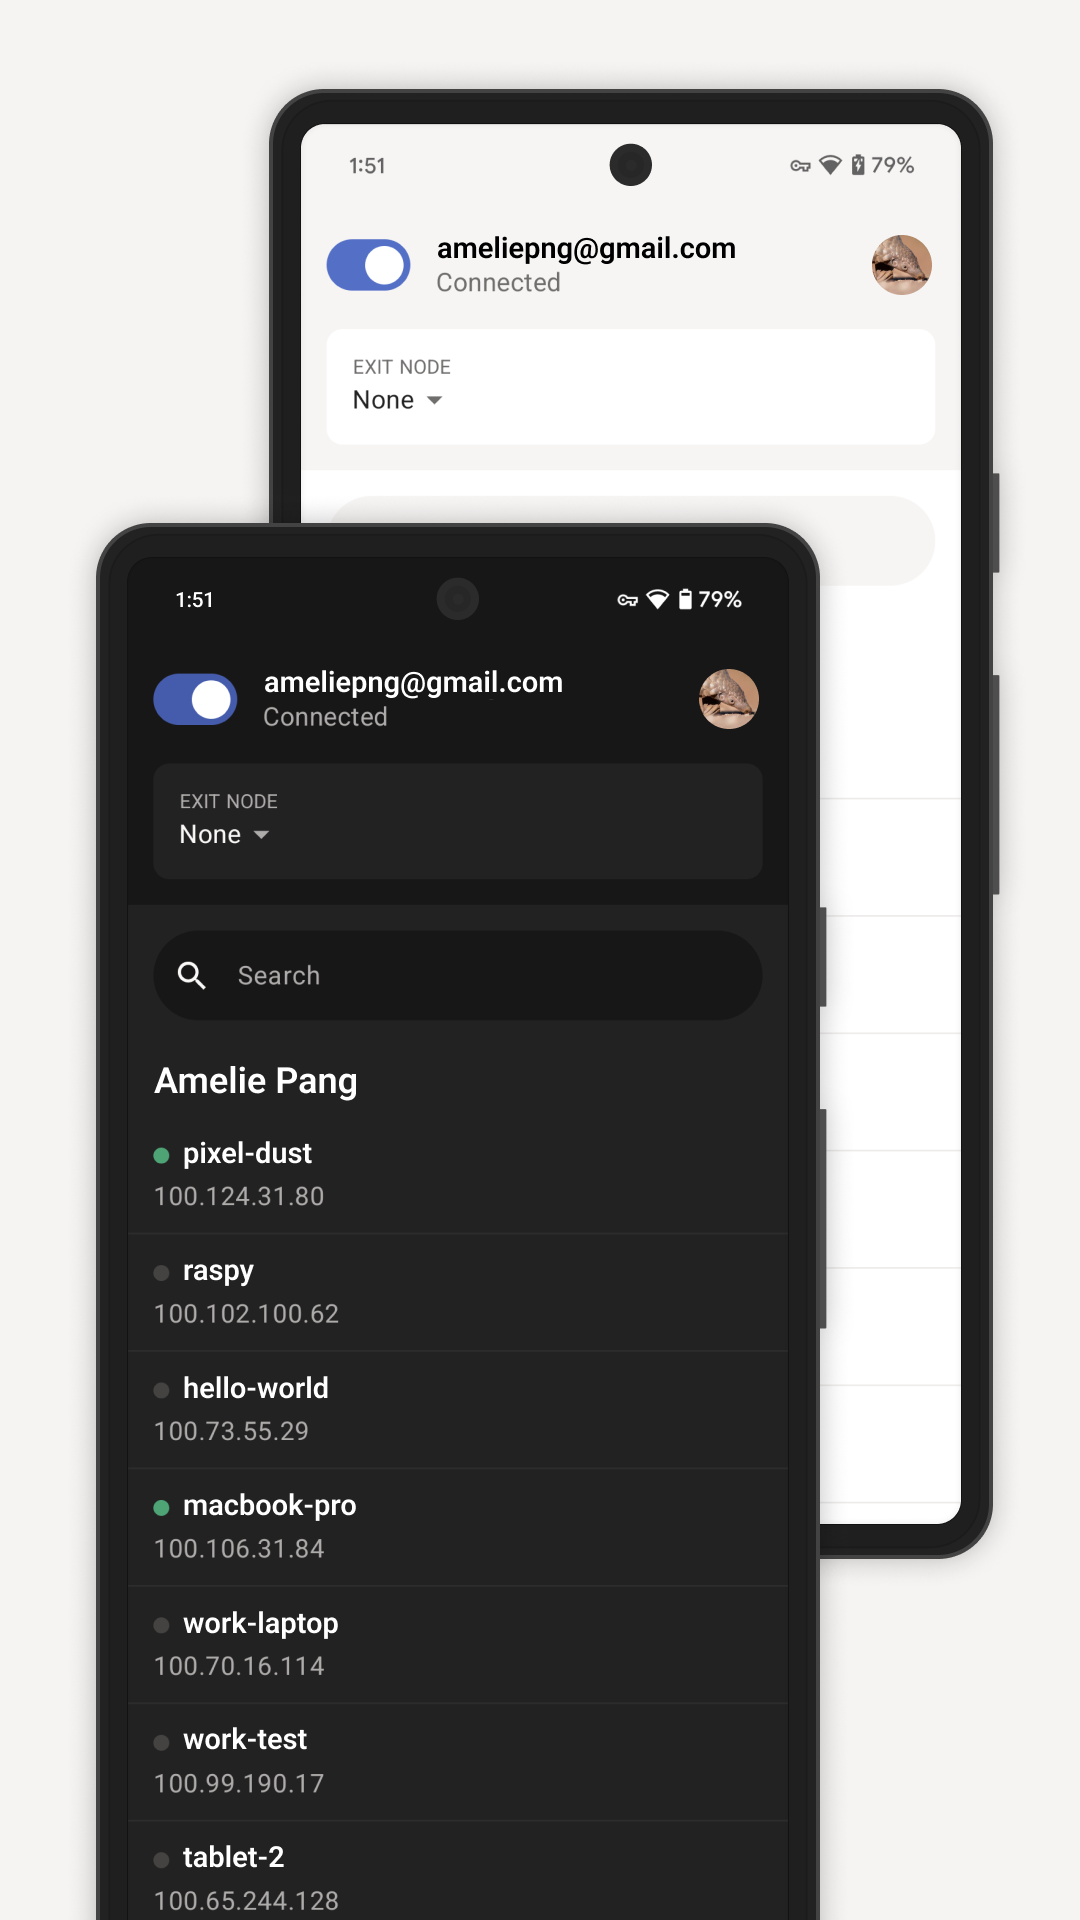 1:51
79%
ameliepng@gmail.com
Connected
EXIT NODE
None
1:51
79%
ameliepng@gmail.com
Connected
EXIT NODE
None
Search
Amelie Pang
pixel-dust
100.124.31.80
raspy
100.102.100.62
hello-world
100.73.55.29
macbook-pro
100.106.31.84
work-laptop
100.70.16.114
work-test
100.99.190.17
tablet-2
100.65.244.128